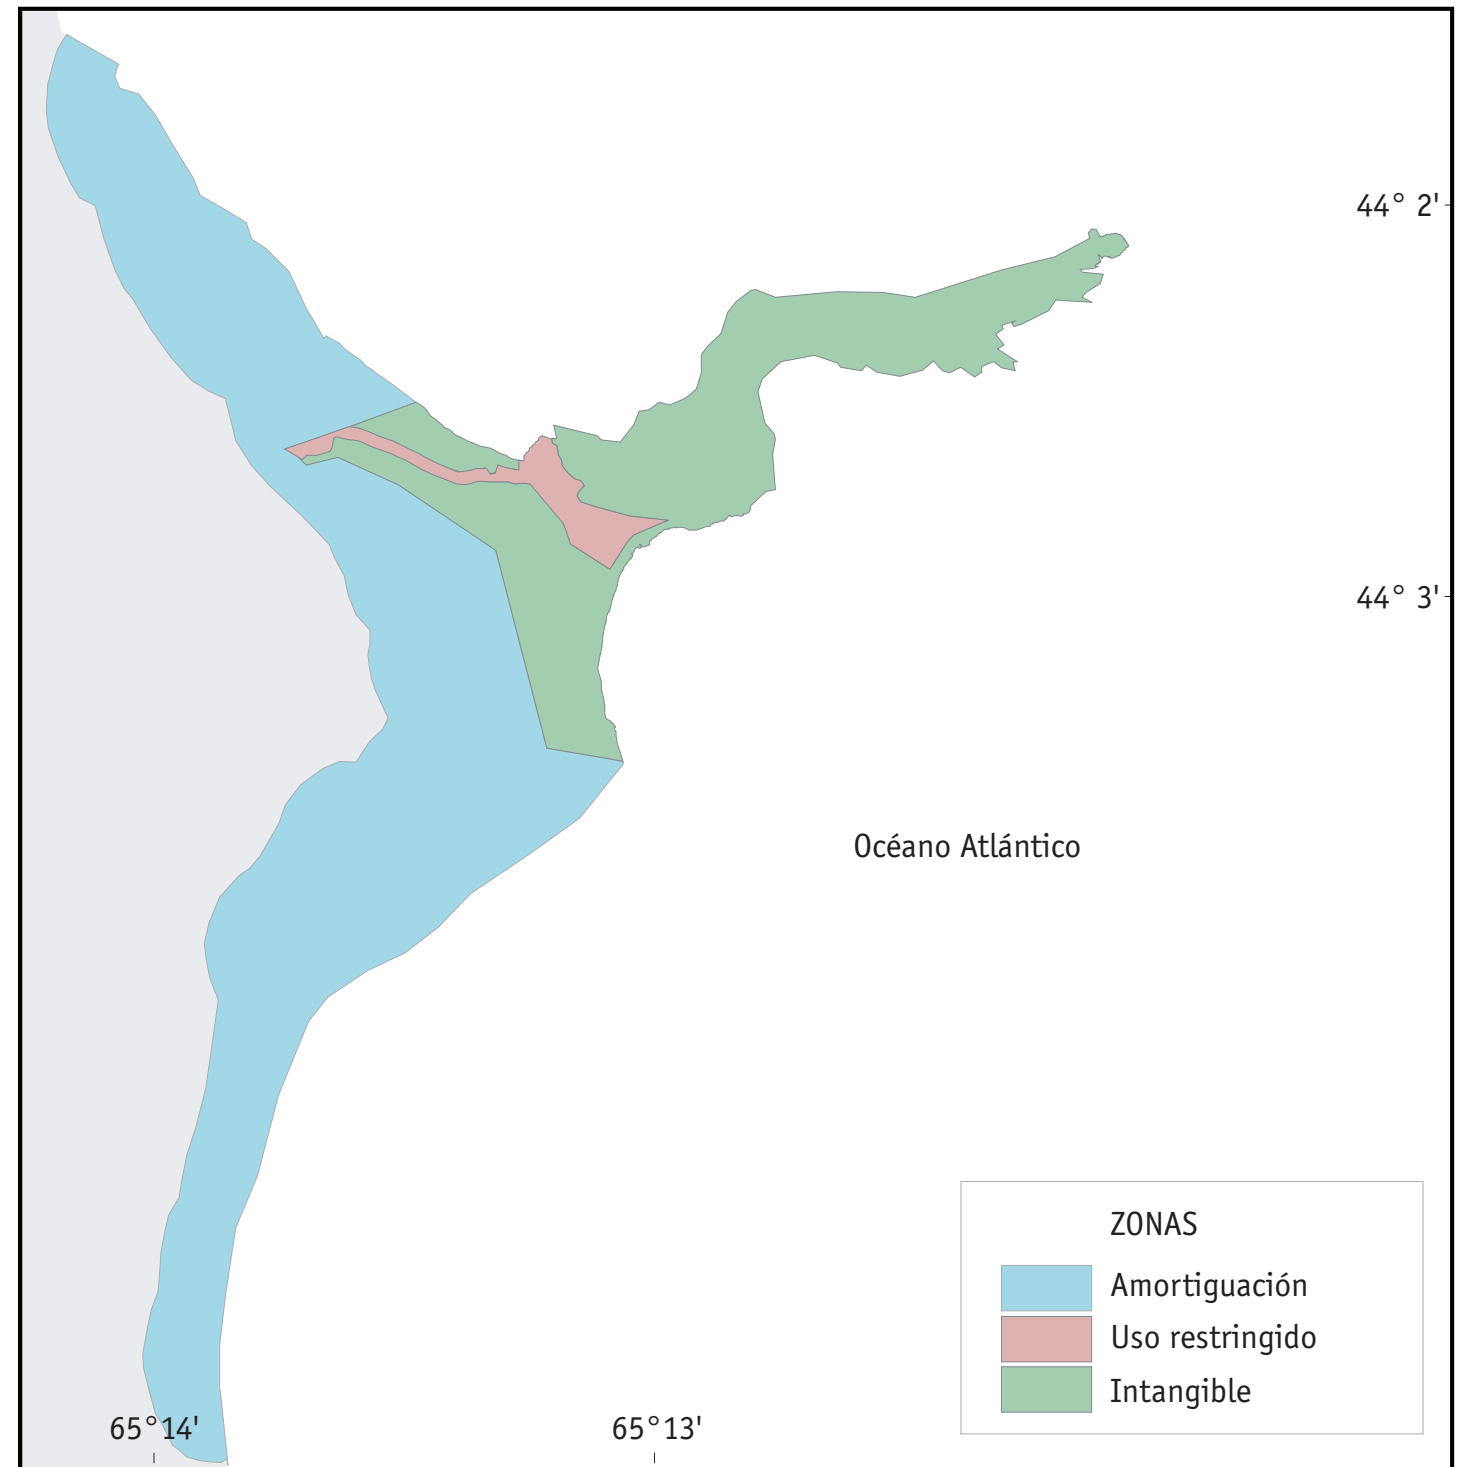 44° 2'
44° 3'
Océano Atlántico
ZONAS
Amortiguación
Uso restringido
Intangible
65°14'
65°13'